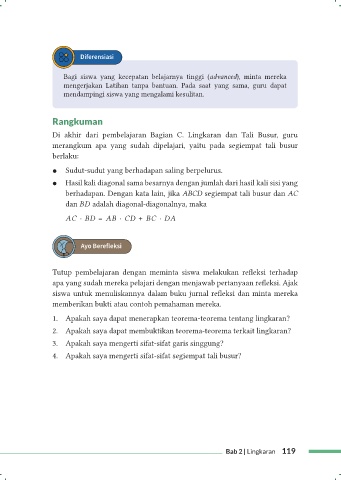 Diferensiasi
Bagi siswa yang kecepatan belajarnya tinggi (advanced), minta mereka
mengerjakan Latihan tanpa bantuan. Pada saat yang sama, guru dapat
mendampingi siswa yang mengalami kesulitan.
Rangkuman
Di akhir dari pembelajaran Bagian C. Lingkaran dan Tali Busur, guru
merangkum apa yang sudah dipelajari, yaitu pada segiempat tali busur
berlaku:
● Sudut-sudut yang berhadapan saling berpelurus.
● Hasil kali diagonal sama besarnya dengan jumlah dari hasil kali sisi yang
berhadapan. Dengan kata lain, jika ABCD segiempat tali busur dan AC
dan BD adalah diagonal-diagonalnya, maka
AC · BD = AB · CD + BC · DA
Ayo Berefleksi
Tutup pembelajaran dengan meminta siswa melakukan refleksi terhadap
apa yang sudah mereka pelajari dengan menjawab pertanyaan refleksi. Ajak
siswa untuk menuliskannya dalam buku jurnal refleksi dan minta mereka
memberikan bukti atau contoh pemahaman mereka.
1. Apakah saya dapat menerapkan teorema-teorema tentang lingkaran?
2. Apakah saya dapat membuktikan teorema-teorema terkait lingkaran?
3. Apakah saya mengerti sifat-sifat garis singgung?
4. Apakah saya mengerti sifat-sifat segiempat tali busur?
Bab 2 | Lingkaran 119